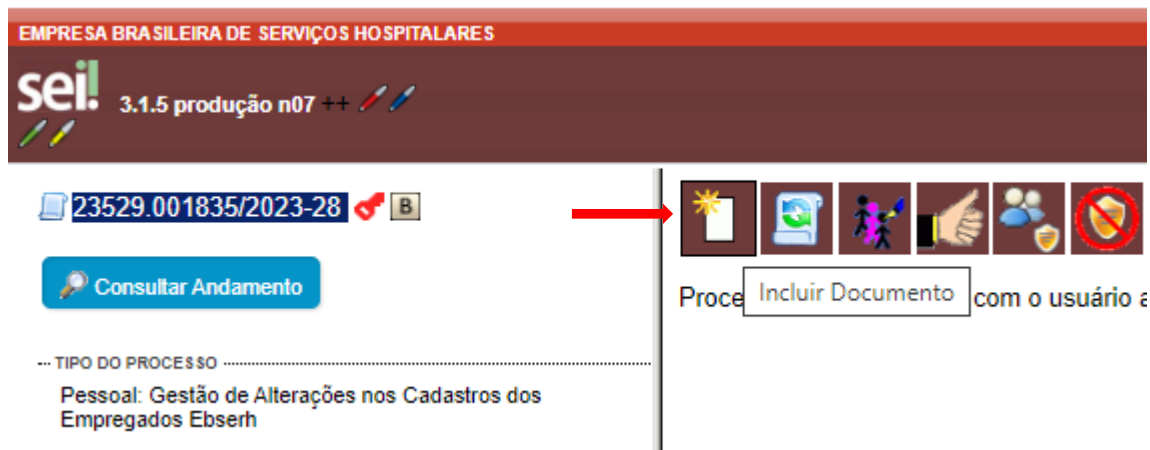 EMPRESA BRASILEIRA DE SERVIÇOS HOSPITALARES
sei! 3.1.5 produção n07 ++
23529.001835/2023-28 B
Consultar Andamento
TIPO DO PROCESSO
Pessoal: Gestão de Alterações nos Cadastros dos
Empregados Ebserh
Incluir Documento
com o usuário